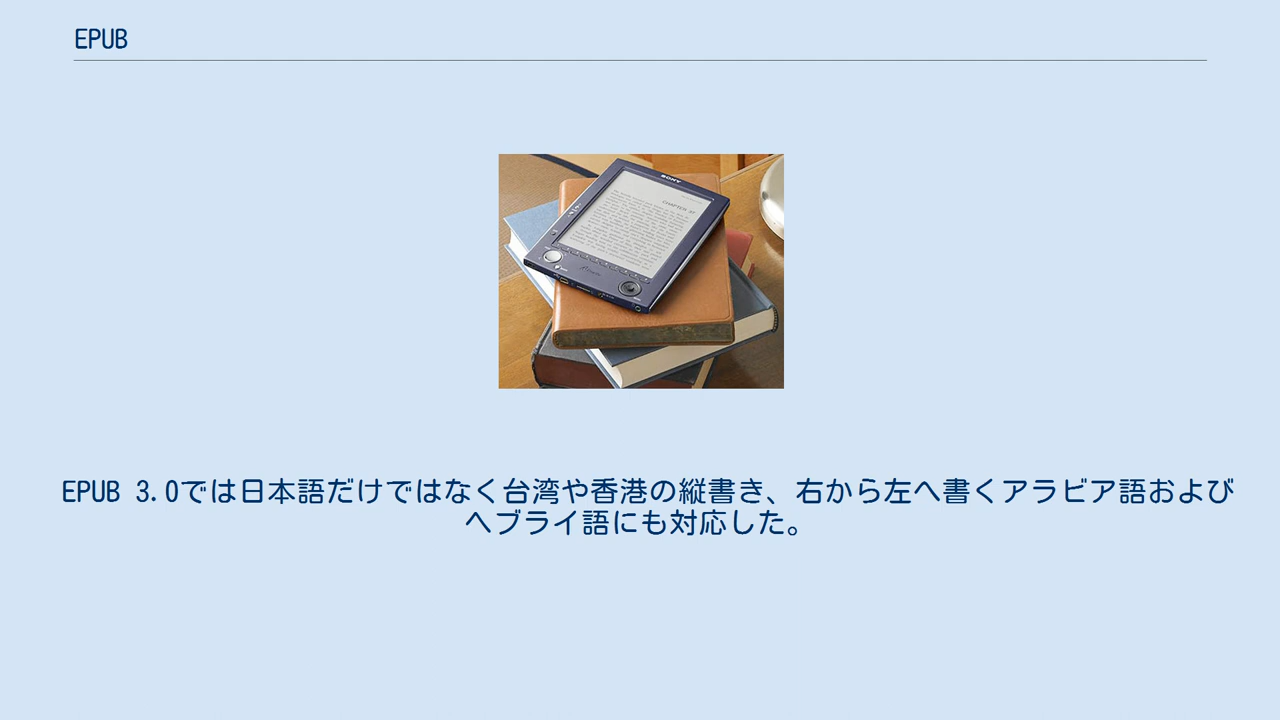 EPUB
SONY
CHAPTER
EPUB 3.0では日本語だけではなく台湾や香港の縦書き、右から左へ書くアラビア語および
ヘブライ語にも対応した。